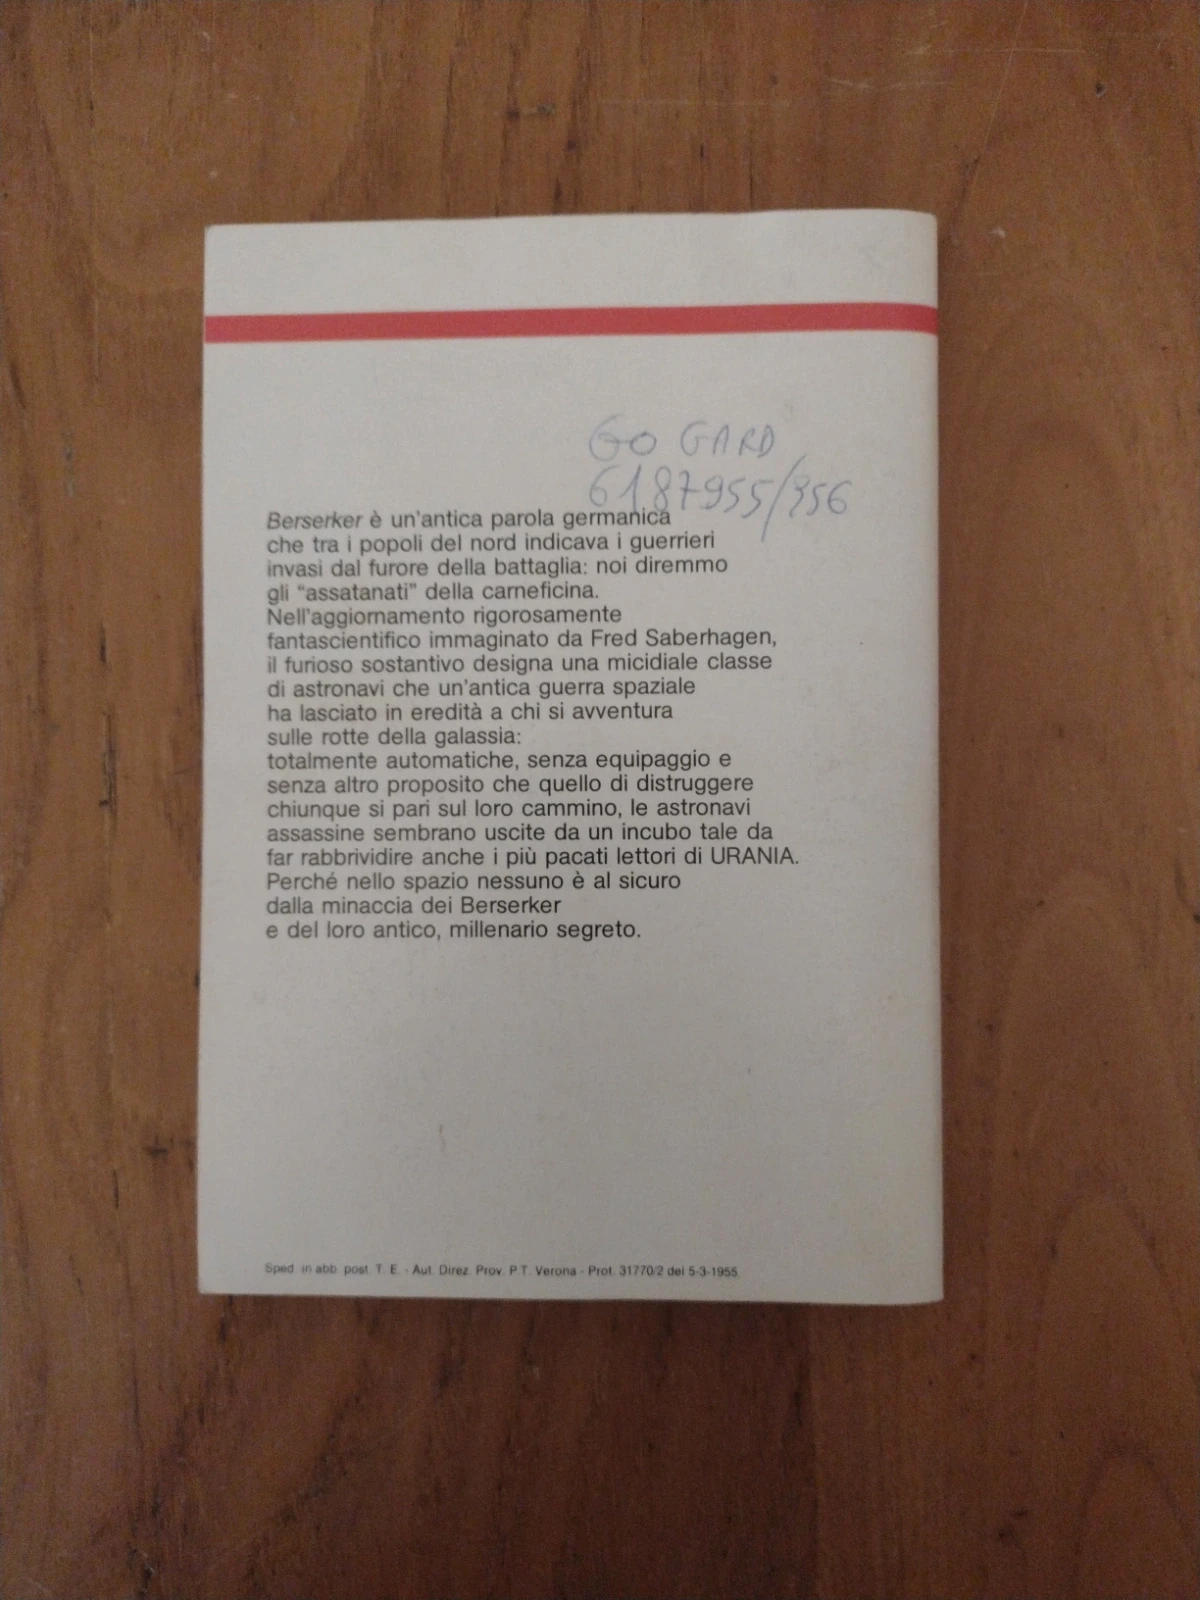 GO GARD
6187955/956
Berserker è un'antica parola germanica
che tra i popoli del nord indicava i guerrieri
invasi dal furore della battaglia: noi diremmo
gli “assatanati” della carneficina.
Nell'aggiornamento rigorosamente
fantascientifico immaginato da Fred Saberhagen,
il furioso sostantivo designa una micidiale classe
di astronavi che un'antica guerra spaziale
ha lasciato in eredità a chi si avventura
sulle rotte della galassia:
totalmente automatiche, senza equipaggio e
senza altro proposito che quello di distruggere
chiunque si pari sul loro cammino, le astronavi
assassine sembrano uscite da un incubo tale da
far rabbrividire anche i più pacati lettori di URANIA.
Perché nello spazio nessuno è al sicuro
dalla minaccia dei Berserker
e del loro antico, millenario segreto.
Sped. in abb. post. T. E. - Aut. Direz. Prov. P.T. Verona - Prot. 31770/2 del 5-3-1955